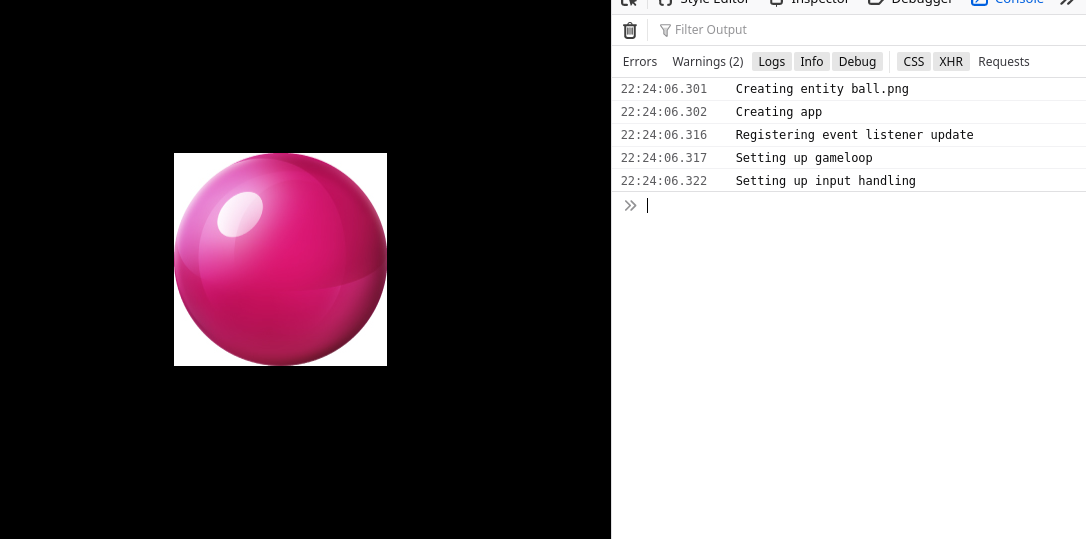 Style Editor Inspector Debugger Console
Filter Output
Errors Warnings (2) Logs Info Debug CSS XHR Requests
22:24:06.301 Creating entity ball.png
22:24:06.302 Creating app
22:24:06.316 Registering event listener update
22:24:06.317 Setting up gameloop
22:24:06.322 Setting up input handling